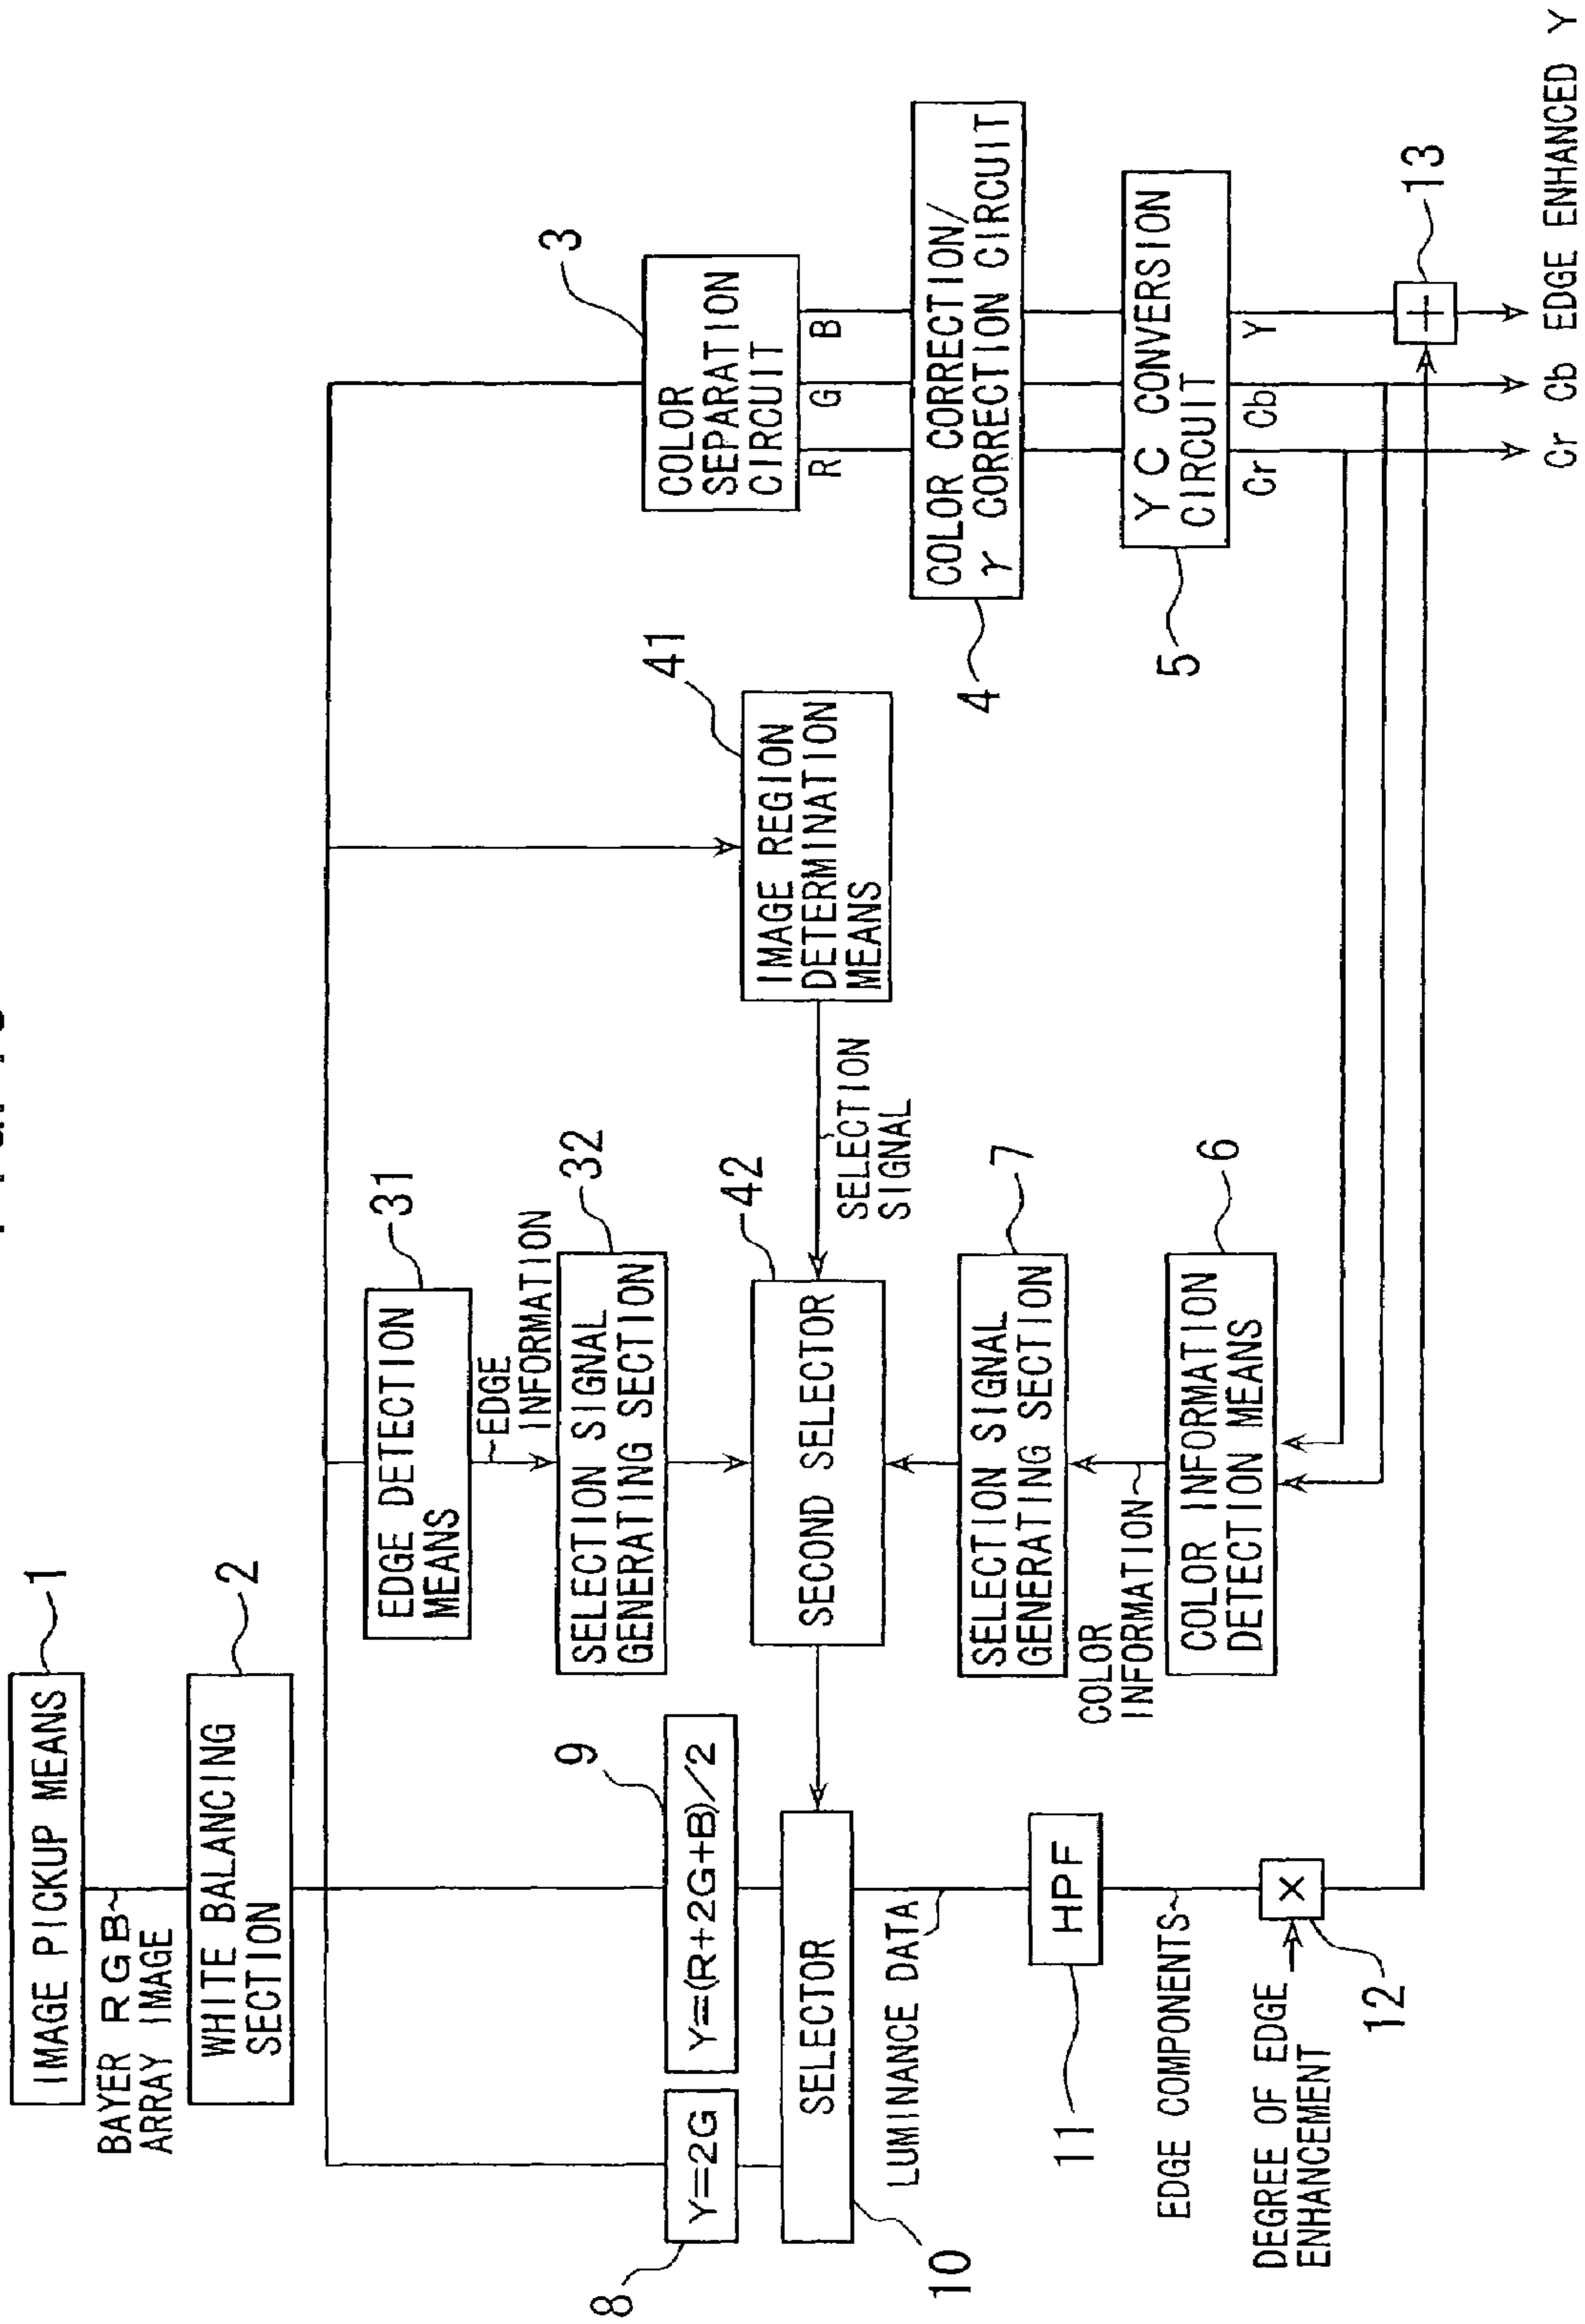 1
IMAGE PICKUP MEANS
BAYER RGB
ARRAY IMAGE
2
WHITE BALANCING
SECTION
31
EDGE DETECTION
MEANS
EDGE
INFORMATION
32
SELECTION SIGNAL
GENERATING SECTION
3
COLOR
SEPARATION
CIRCUIT
R G B
8
Y=2G
9
Y=(R+2G+B)/2
10
SELECTOR
42
SECOND SELECTOR
SELECTION
SIGNAL
41
IMAGE REGION
DETERMINATION
MEANS
4
COLOR CORRECTION/
γ CORRECTION CIRCUIT
LUMINANCE DATA
7
SELECTION SIGNAL
GENERATING SECTION
COLOR
INFORMATION
6
COLOR INFORMATION
DETECTION MEANS
5
YC CONVERSION
CIRCUIT
Cr Cb Y
11
HPF
EDGE COMPONENTS
DEGREE OF EDGE
ENHANCEMENT
×
12
+
13
Cr Cb EDGE ENHANCED Y